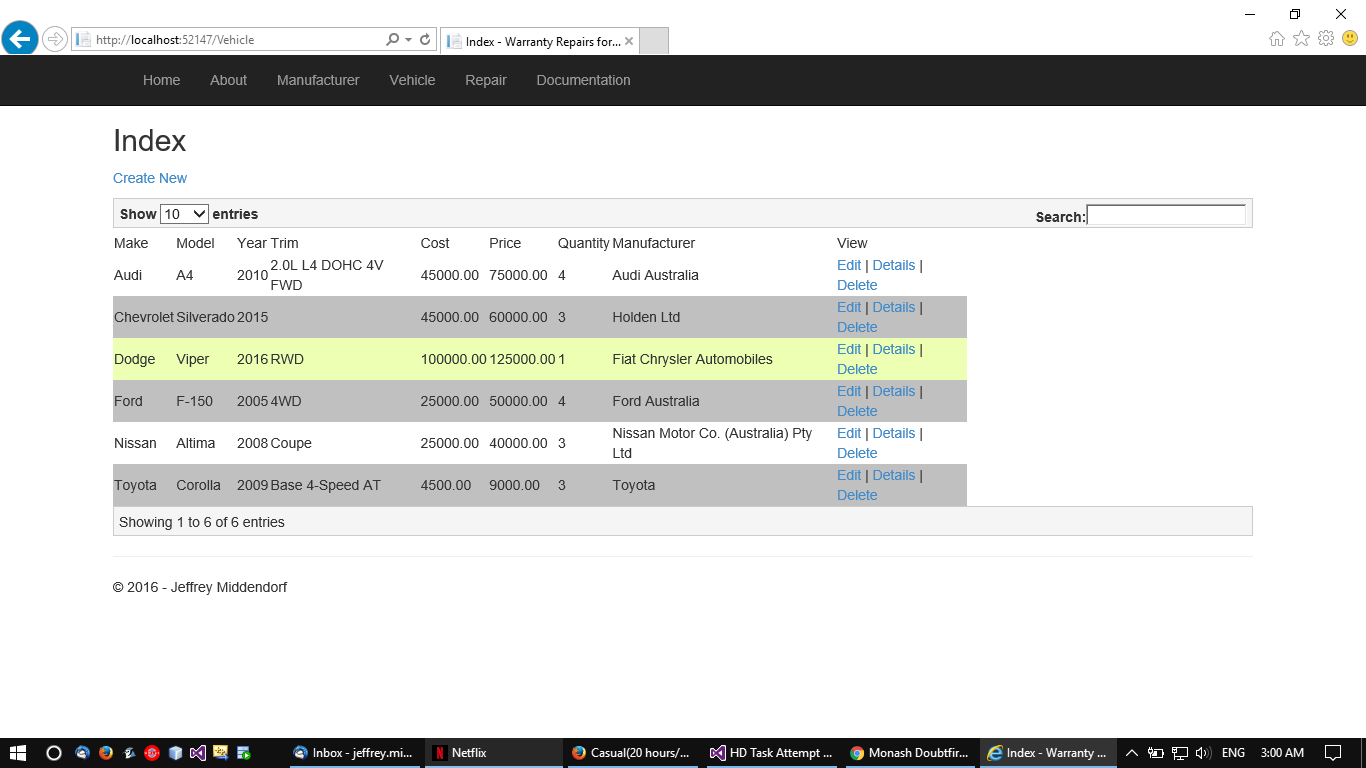 http://localhost:52147/Vehicle
Index - Warranty Repairs for...
Home About Manufacturer Vehicle Repair Documentation
Index
Create New
Show 10 entries Search:
Make Model Year Trim Cost Price Quantity Manufacturer View
Audi A4 2010 2.0L L4 DOHC 4V FWD 45000.00 75000.00 4 Audi Australia Edit | Details | Delete
Chevrolet Silverado 2015 45000.00 60000.00 3 Holden Ltd Edit | Details | Delete
Dodge Viper 2016 RWD 100000.00 125000.00 1 Fiat Chrysler Automobiles Edit | Details | Delete
Ford F-150 2005 4WD 25000.00 50000.00 4 Ford Australia Edit | Details | Delete
Nissan Altima 2008 Coupe 25000.00 40000.00 3 Nissan Motor Co. (Australia) Pty Ltd Edit | Details | Delete
Toyota Corolla 2009 Base 4-Speed AT 4500.00 9000.00 3 Toyota Edit | Details | Delete
Showing 1 to 6 of 6 entries
© 2016 - Jeffrey Middendorf
Inbox - jeffrey.mi... Netflix Casual(20 hours/... HD Task Attempt ... Monash Doubtfir... Index - Warranty ... ENG 3:00 AM